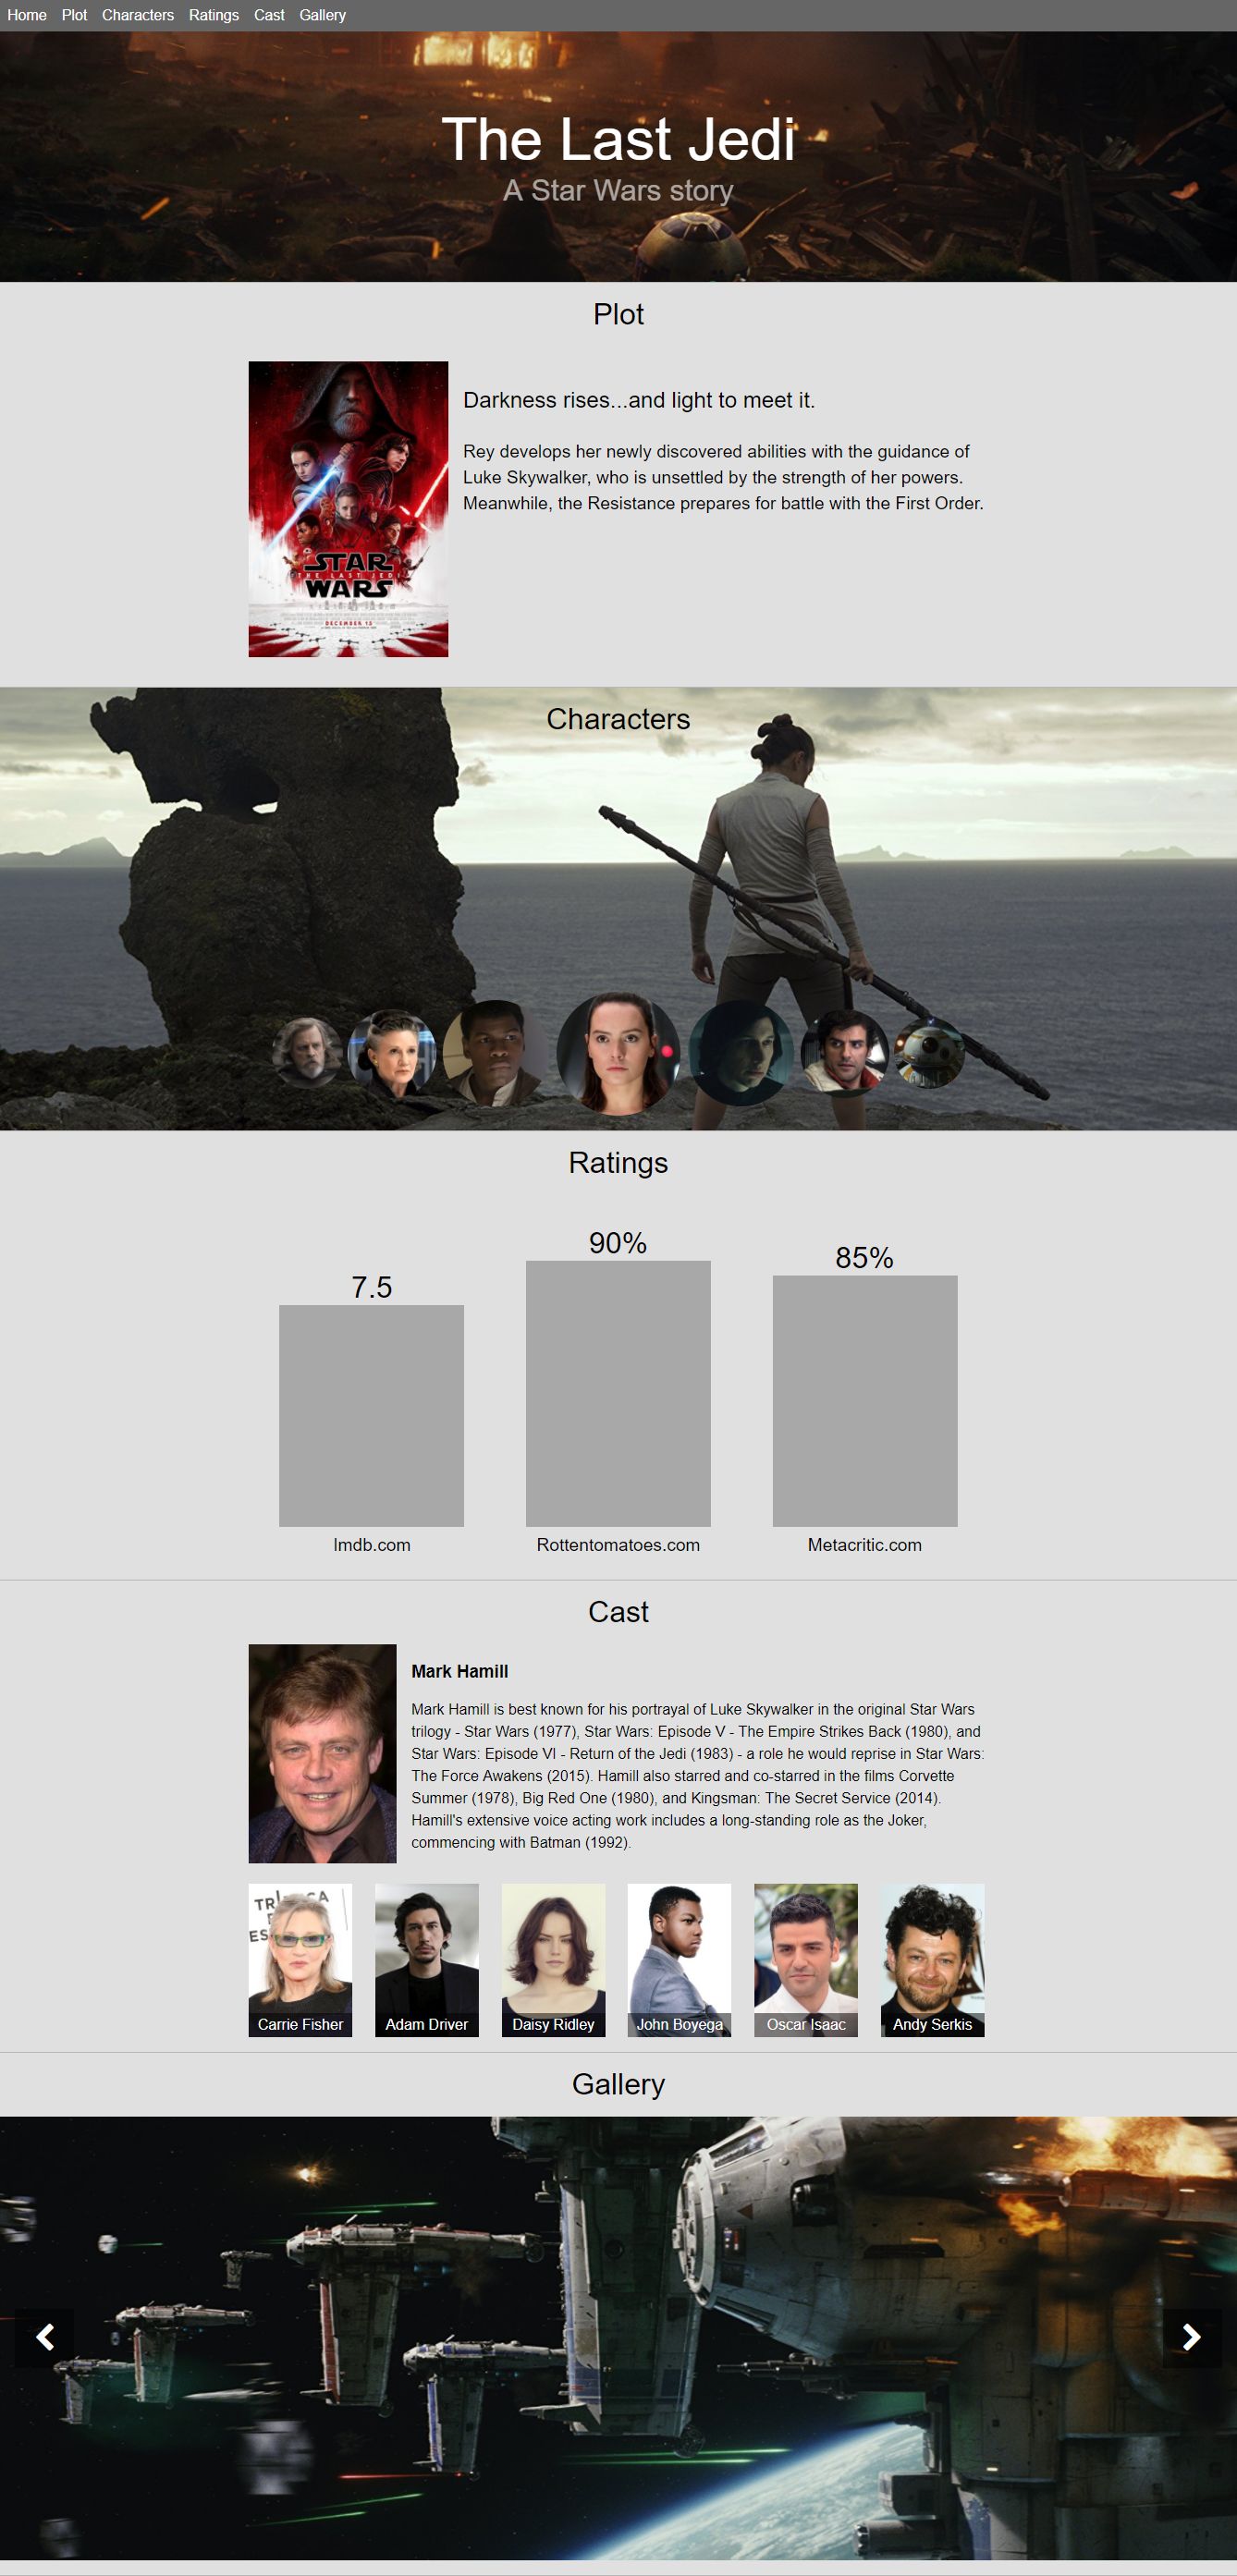 Home Plot Characters Ratings Cast Gallery
The Last Jedi
A Star Wars story
Plot
Darkness rises...and light to meet it.
Rey develops her newly discovered abilities with the guidance of
Luke Skywalker, who is unsettled by the strength of her powers.
Meanwhile, the Resistance prepares for battle with the First Order.
STAR
THE LAST JEDI
WARS
DECEMBER 15
Characters
Ratings
7.5
90%
85%
Imdb.com
Rottentomatoes.com
Metacritic.com
Cast
Mark Hamill
Mark Hamill is best known for his portrayal of Luke Skywalker in the original Star Wars
trilogy - Star Wars (1977), Star Wars: Episode V - The Empire Strikes Back (1980), and
Star Wars: Episode VI - Return of the Jedi (1983) - a role he would reprise in Star Wars:
The Force Awakens (2015). Hamill also starred and co-starred in the films Corvette
Summer (1978), Big Red One (1980), and Kingsman: The Secret Service (2014).
Hamill's extensive voice acting work includes a long-standing role as the Joker,
commencing with Batman (1992).
Carrie Fisher
Adam Driver
Daisy Ridley
John Boyega
Oscar Isaac
Andy Serkis
Gallery